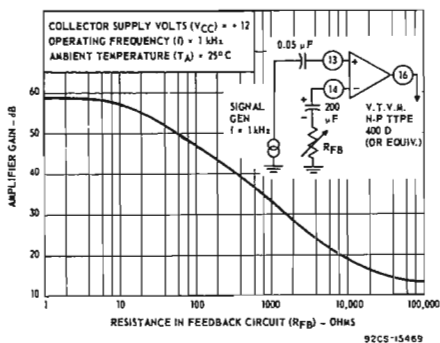 COLLECTOR SUPPLY VOLTS (VCC) = + 12
OPERATING FREQUENCY (f) = 1 kHz
AMBIENT TEMPERATURE (TA) = 25° C
0.05 µF
13
+
16
14
-
SIGNAL
GEN
f = 1 kHz
+
200
µF
-
RFB
V.T.V.M.
H-P TYPE
400 D
(OR EQUIV.)
AMPLIFIER GAIN - dB
60
50
40
30
20
10
1
10
100
1000
10,000
100,000
RESISTANCE IN FEEDBACK CIRCUIT (RFB) - OHMS
92CS-15469